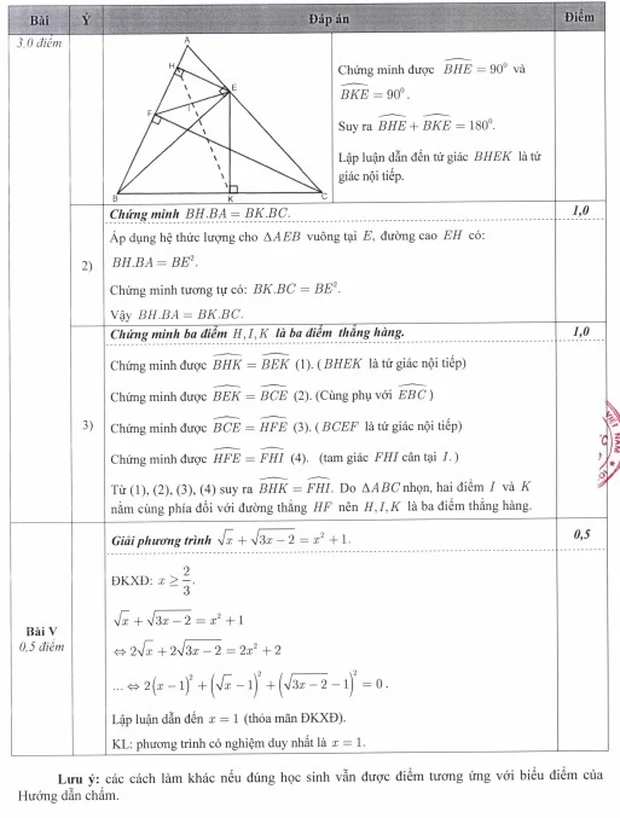 Bài Ý Đáp án Điểm
3,0 điểm
A
H
E
F
I
B
K
C
Chứng minh được $\widehat{BHE} = 90^0$ và
$\widehat{BKE} = 90^0$.
Suy ra $\widehat{BHE} + \widehat{BKE} = 180^0$.
Lập luận dẫn đến tứ giác BHEK là tứ
giác nội tiếp.
2)
Chứng minh BH.BA = BK.BC. 1,0
Áp dụng hệ thức lượng cho ΔAEB vuông tại E, đường cao EH có:
BH.BA = BE².
Chứng minh tương tự có: BK.BC = BE².
Vậy BH.BA = BK.BC.
3)
Chứng minh ba điểm H, I, K là ba điểm thẳng hàng. 1,0
Chứng minh được $\widehat{BHK} = \widehat{BEK}$ (1). (BHEK là tứ giác nội tiếp)
Chứng minh được $\widehat{BEK} = \widehat{BCE}$ (2). (Cùng phụ với $\widehat{EBC}$)
Chứng minh được $\widehat{BCE} = \widehat{HFE}$ (3). (BCEF là tứ giác nội tiếp)
Chứng minh được $\widehat{HFE} = \widehat{FHI}$ (4). (tam giác FHI cân tại I.)
Từ (1), (2), (3), (4) suy ra $\widehat{BHK} = \widehat{FHI}$. Do ΔABC nhọn, hai điểm I và K
nằm cùng phía đối với đường thẳng HF nên H, I, K là ba điểm thẳng hàng.
Bài V
0,5 điểm
Giải phương trình $\sqrt{x} + \sqrt{3x-2} = x^2 + 1$. 0,5
ĐKXĐ: $x \geq \frac{2}{3}$.
$\sqrt{x} + \sqrt{3x-2} = x^2 + 1$
$\Leftrightarrow 2\sqrt{x} + 2\sqrt{3x-2} = 2x^2 + 2$
$... \Leftrightarrow 2(x-1)^2 + (\sqrt{x}-1)^2 + (\sqrt{3x-2}-1)^2 = 0$.
Lập luận dẫn đến x = 1 (thỏa mãn ĐKXĐ).
KL: phương trình có nghiệm duy nhất là x = 1.
Lưu ý: các cách làm khác nếu đúng học sinh vẫn được điểm tương ứng với biểu điểm của
Hướng dẫn chấm.
VIỆT NAM